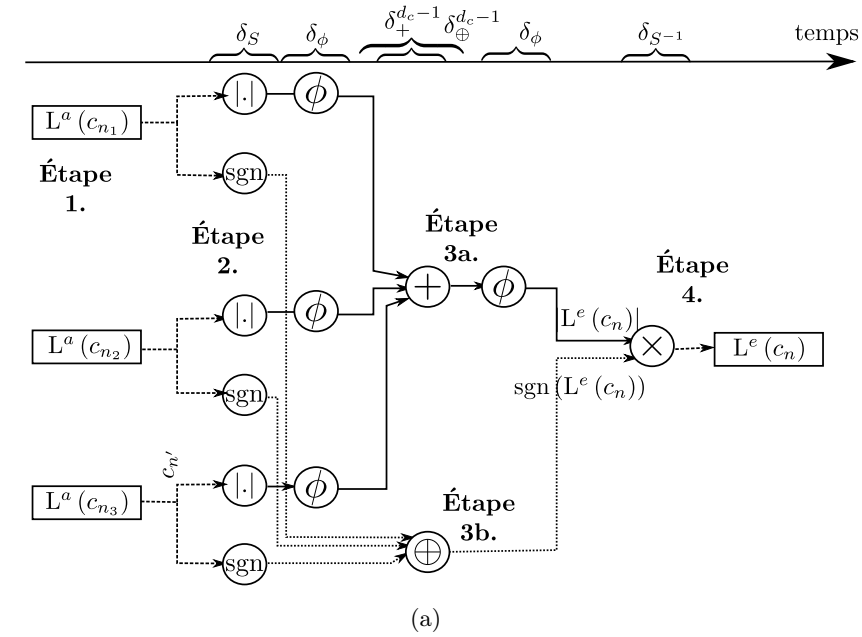 δ_S δ_ϕ δ_+^{d_c−1} δ_⊕^{d_c−1} δ_ϕ δ_{S^{−1}} temps
|.| ϕ
L^a (c_{n_1})
sgn
Étape
1.
Étape
2.
Étape
3a.
+ ϕ
Étape
4.
|.| ϕ
L^a (c_{n_2})
|L^e (c_n)|
× L^e (c_n)
sgn (L^e (c_n))
sgn
c_{n'}
|.| ϕ
L^a (c_{n_3})
Étape
3b.
⊕
sgn
(a)